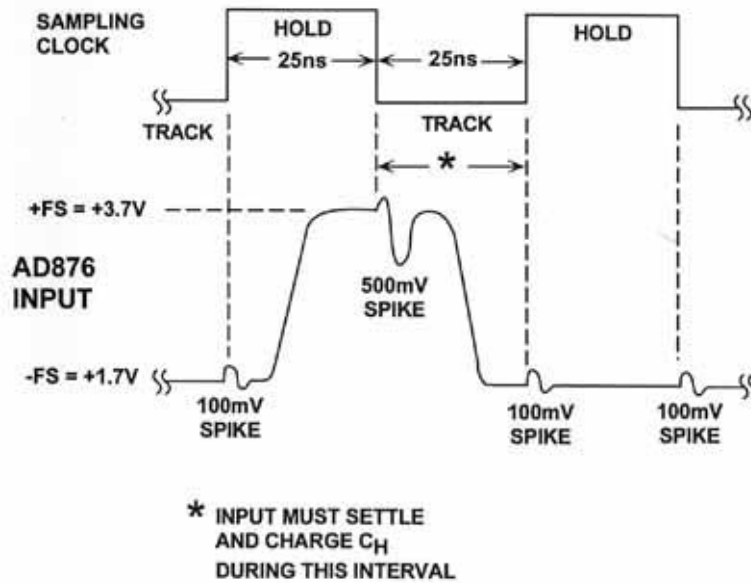 SAMPLING
CLOCK
HOLD
HOLD
25ns
25ns
TRACK
TRACK
*
+FS = +3.7V
AD876
INPUT
500mV
SPIKE
-FS = +1.7V
100mV
SPIKE
100mV
SPIKE
100mV
SPIKE
* INPUT MUST SETTLE
AND CHARGE CH
DURING THIS INTERVAL